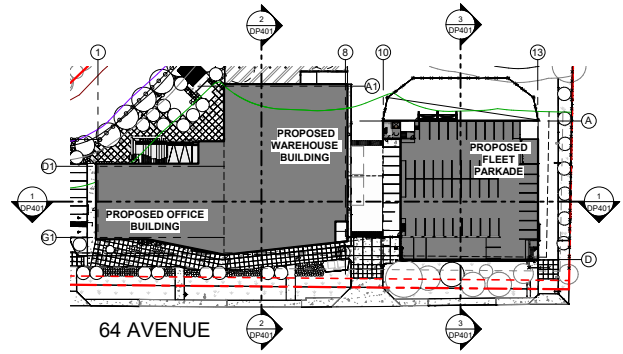 2
DP401
3
DP401
1
8
10
13
A1
A
PROPOSED
WAREHOUSE
BUILDING
PROPOSED
FLEET
PARKADE
D1
1
DP401
1
DP401
PROPOSED OFFICE
BUILDING
G1
D
64 AVENUE
2
DP401
3
DP401